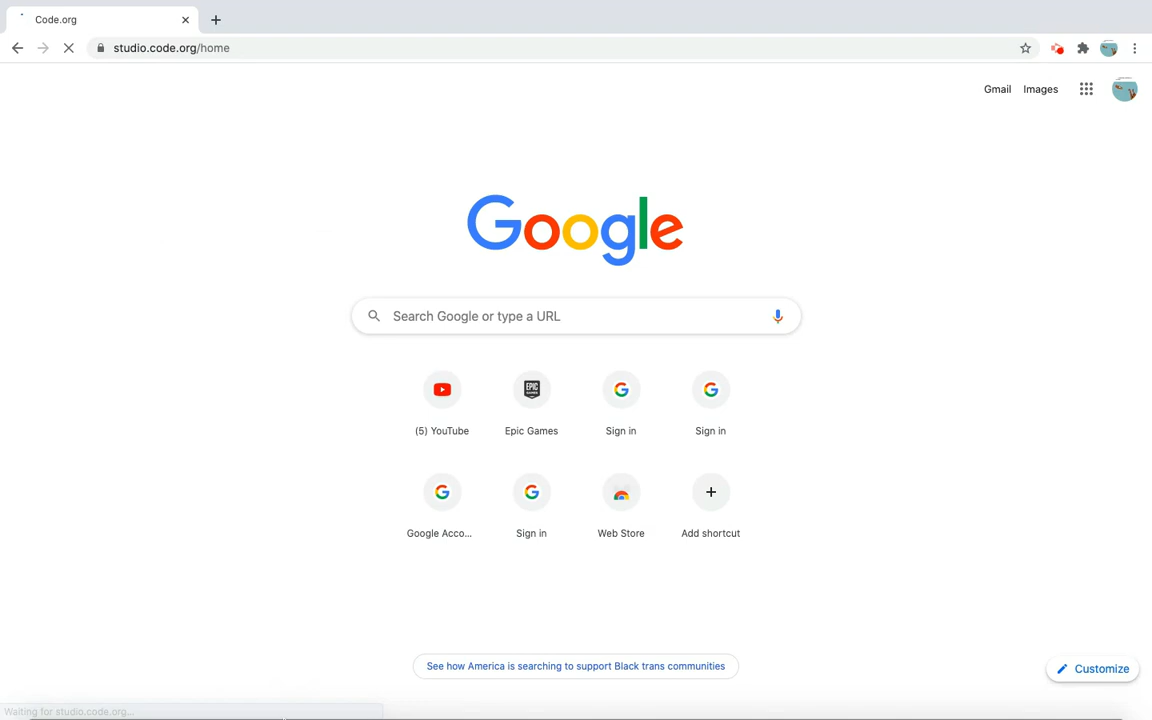 Code.org
studio.code.org/home
Gmail Images
Google
Search Google or type a URL
EPIC GAMES
(5) YouTube Epic Games Sign in Sign in
Google Acco... Sign in Web Store Add shortcut
See how America is searching to support Black trans communities
Customize
Waiting for studio.code.org...